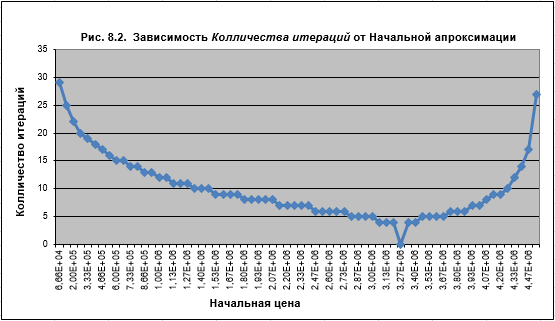 Рис. 8.2. Зависимость Колличества итераций от Начальной апроксимации
Колличество итераций
35
30
25
20
15
10
5
0
6,66E+04
2,00E+05
3,33E+05
4,66E+05
6,00E+05
7,33E+05
8,66E+05
1,00E+06
1,13E+06
1,27E+06
1,40E+06
1,53E+06
1,67E+06
1,80E+06
1,93E+06
2,07E+06
2,20E+06
2,33E+06
2,47E+06
2,60E+06
2,73E+06
2,87E+06
3,00E+06
3,13E+06
3,27E+06
3,40E+06
3,53E+06
3,67E+06
3,80E+06
3,93E+06
4,07E+06
4,20E+06
4,33E+06
4,47E+06
Начальная цена